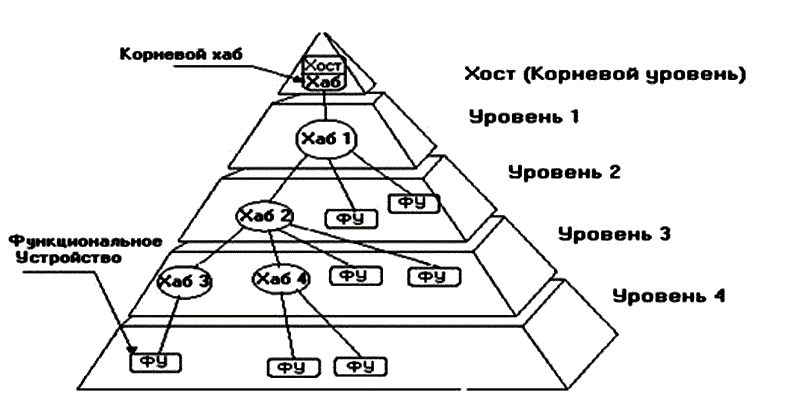 Корневой хаб
Хост
Хаб
Хост (Корневой уровень)
Уровень 1
Хаб 1
Уровень 2
ФУ
Хаб 2
ФУ
Уровень 3
Функциональное
Устройство
Хаб 3
Хаб 4
ФУ
ФУ
Уровень 4
ФУ
ФУ
ФУ